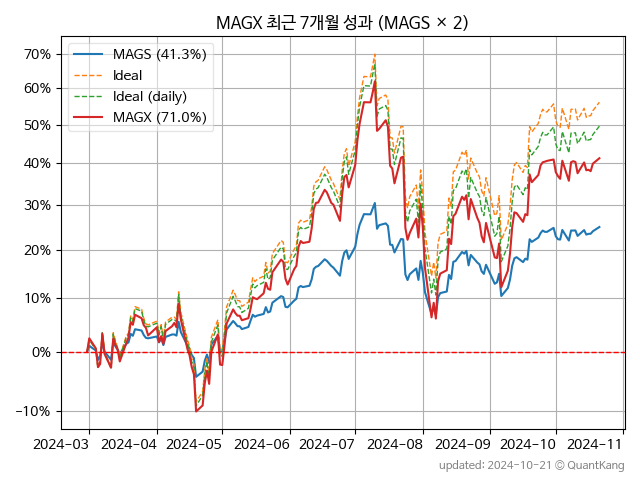 MAGX 최근 7개월 성과 (MAGS × 2)
MAGS (41.3%)
Ideal
Ideal (daily)
MAGX (71.0%)
70%
60%
50%
40%
30%
20%
10%
0%
−10%
2024-03 2024-04 2024-05 2024-06 2024-07 2024-08 2024-09 2024-10 2024-11
updated: 2024-10-21 © QuantKang